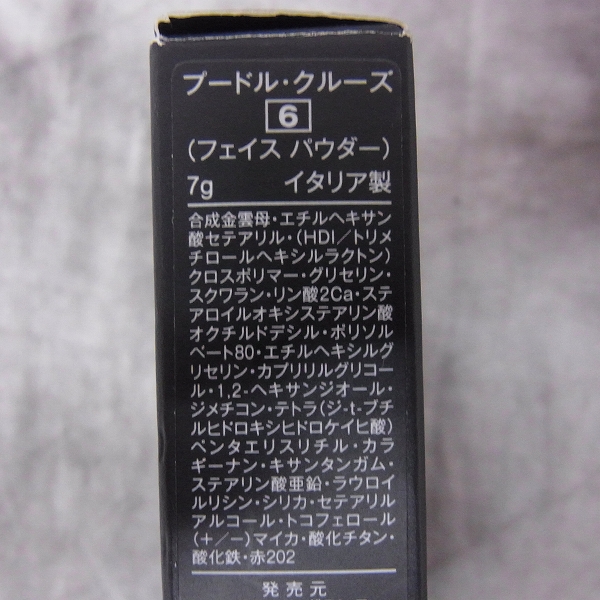 プードル・クルーズ
6
(フェイス パウダー)
7g イタリア製
合成金雲母・エチルヘキサン
酸セテアリル・(HDI/トリメ
チロールヘキシルラクトン)
クロスポリマー・グリセリン・
スクワラン・リン酸2Ca・ステ
アロイルオキシステアリン酸
オクチルドデシル・ポリソル
ベート80・エチルヘキシルグ
リセリン・カプリリルグリコー
ル・1,2-ヘキサンジオール・
ジメチコン・テトラ(ジ-t-ブチ
ルヒドロキシヒドロケイヒ酸)
ペンタエリスリチル・カラ
ギーナン・キサンタンガム・
ステアリン酸亜鉛・ラウロイ
ルリシン・シリカ・セテアリル
アルコール・トコフェロール
(+/-)マイカ・酸化チタン・
酸化鉄・赤202
発売元